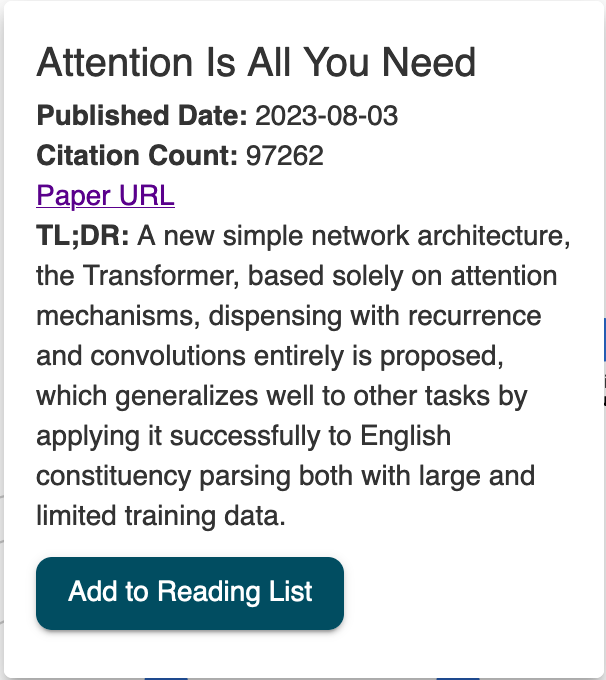 Attention Is All You Need
Published Date: 2023-08-03
Citation Count: 97262
Paper URL
TL;DR: A new simple network architecture,
the Transformer, based solely on attention
mechanisms, dispensing with recurrence
and convolutions entirely is proposed,
which generalizes well to other tasks by
applying it successfully to English
constituency parsing both with large and
limited training data.
Add to Reading List